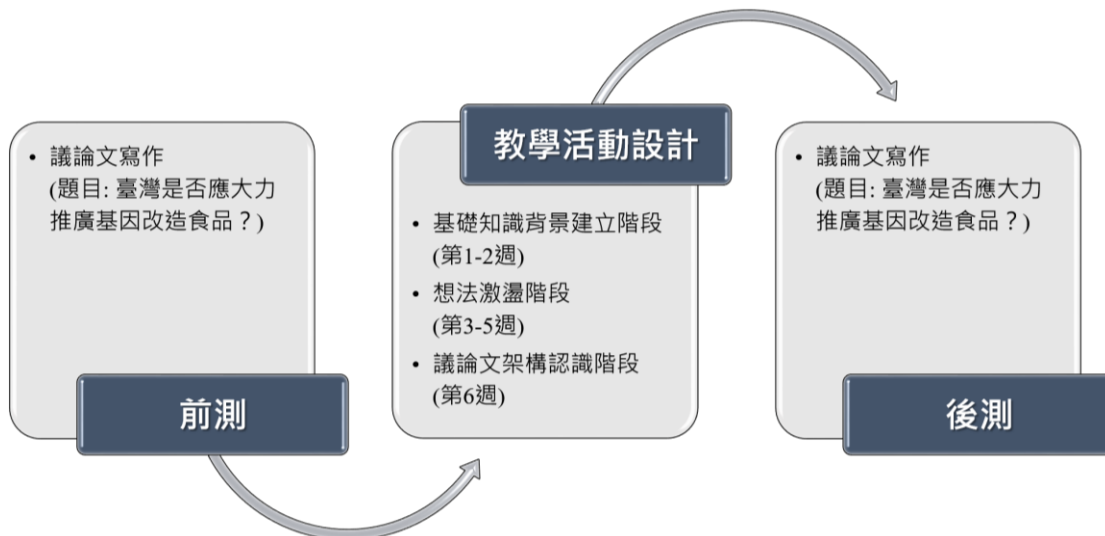 • 議論文寫作
(題目: 臺灣是否應大力
推廣基因改造食品？)
前測
教學活動設計
• 基礎知識背景建立階段
(第1-2週)
• 想法激盪階段
(第3-5週)
• 議論文架構認識階段
(第6週)
• 議論文寫作
(題目: 臺灣是否應大力
推廣基因改造食品？)
後測